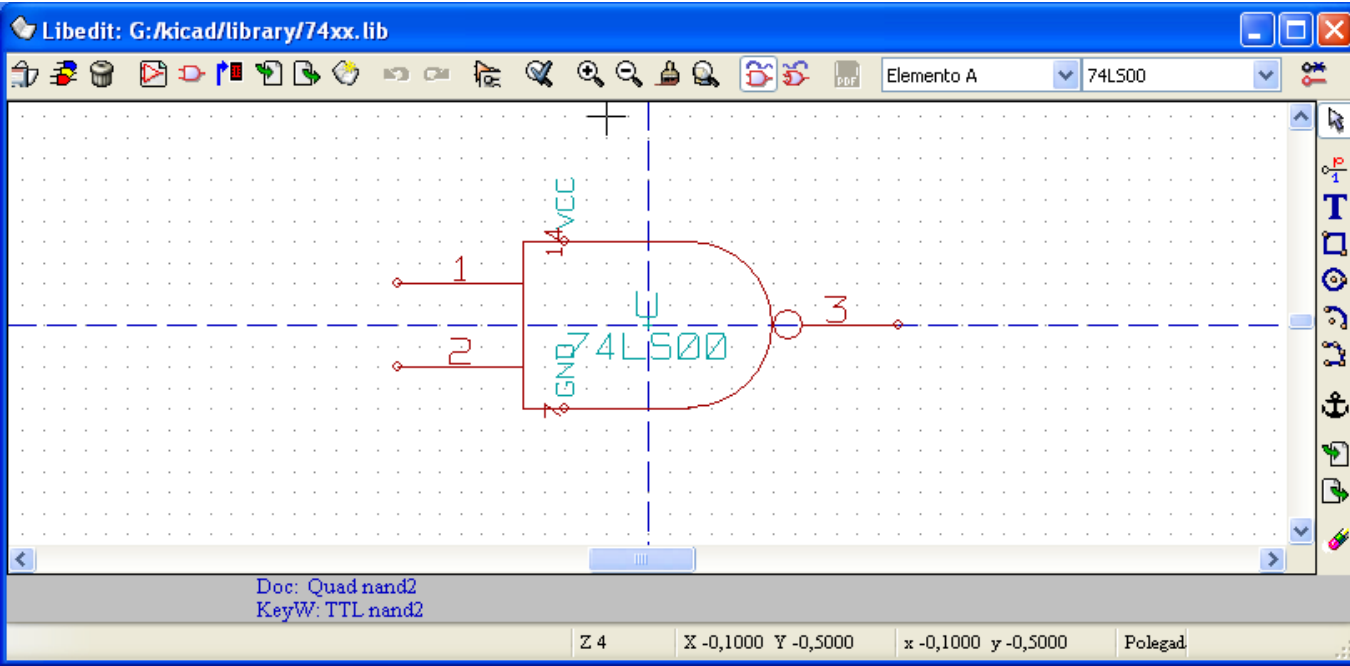 Libedit: G:/kicad/library/74xx.lib
PDF
Elemento A
74LS00
VCC
14
1
U
3
74LS00
2
GND
7
T
Doc: Quad nand2
KeyW: TTL nand2
Z 4
X -0,1000 Y -0,5000
x -0,1000 y -0,5000
Polegad